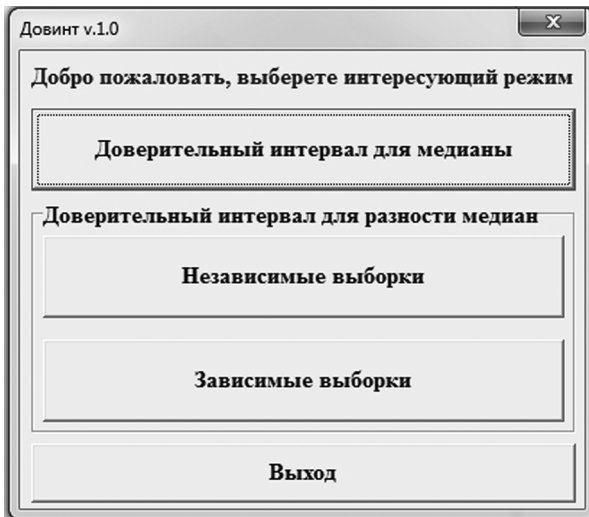 Довинт v.1.0
Добро пожаловать, выберете интересующий режим
Доверительный интервал для медианы
Доверительный интервал для разности медиан
Независимые выборки
Зависимые выборки
Выход